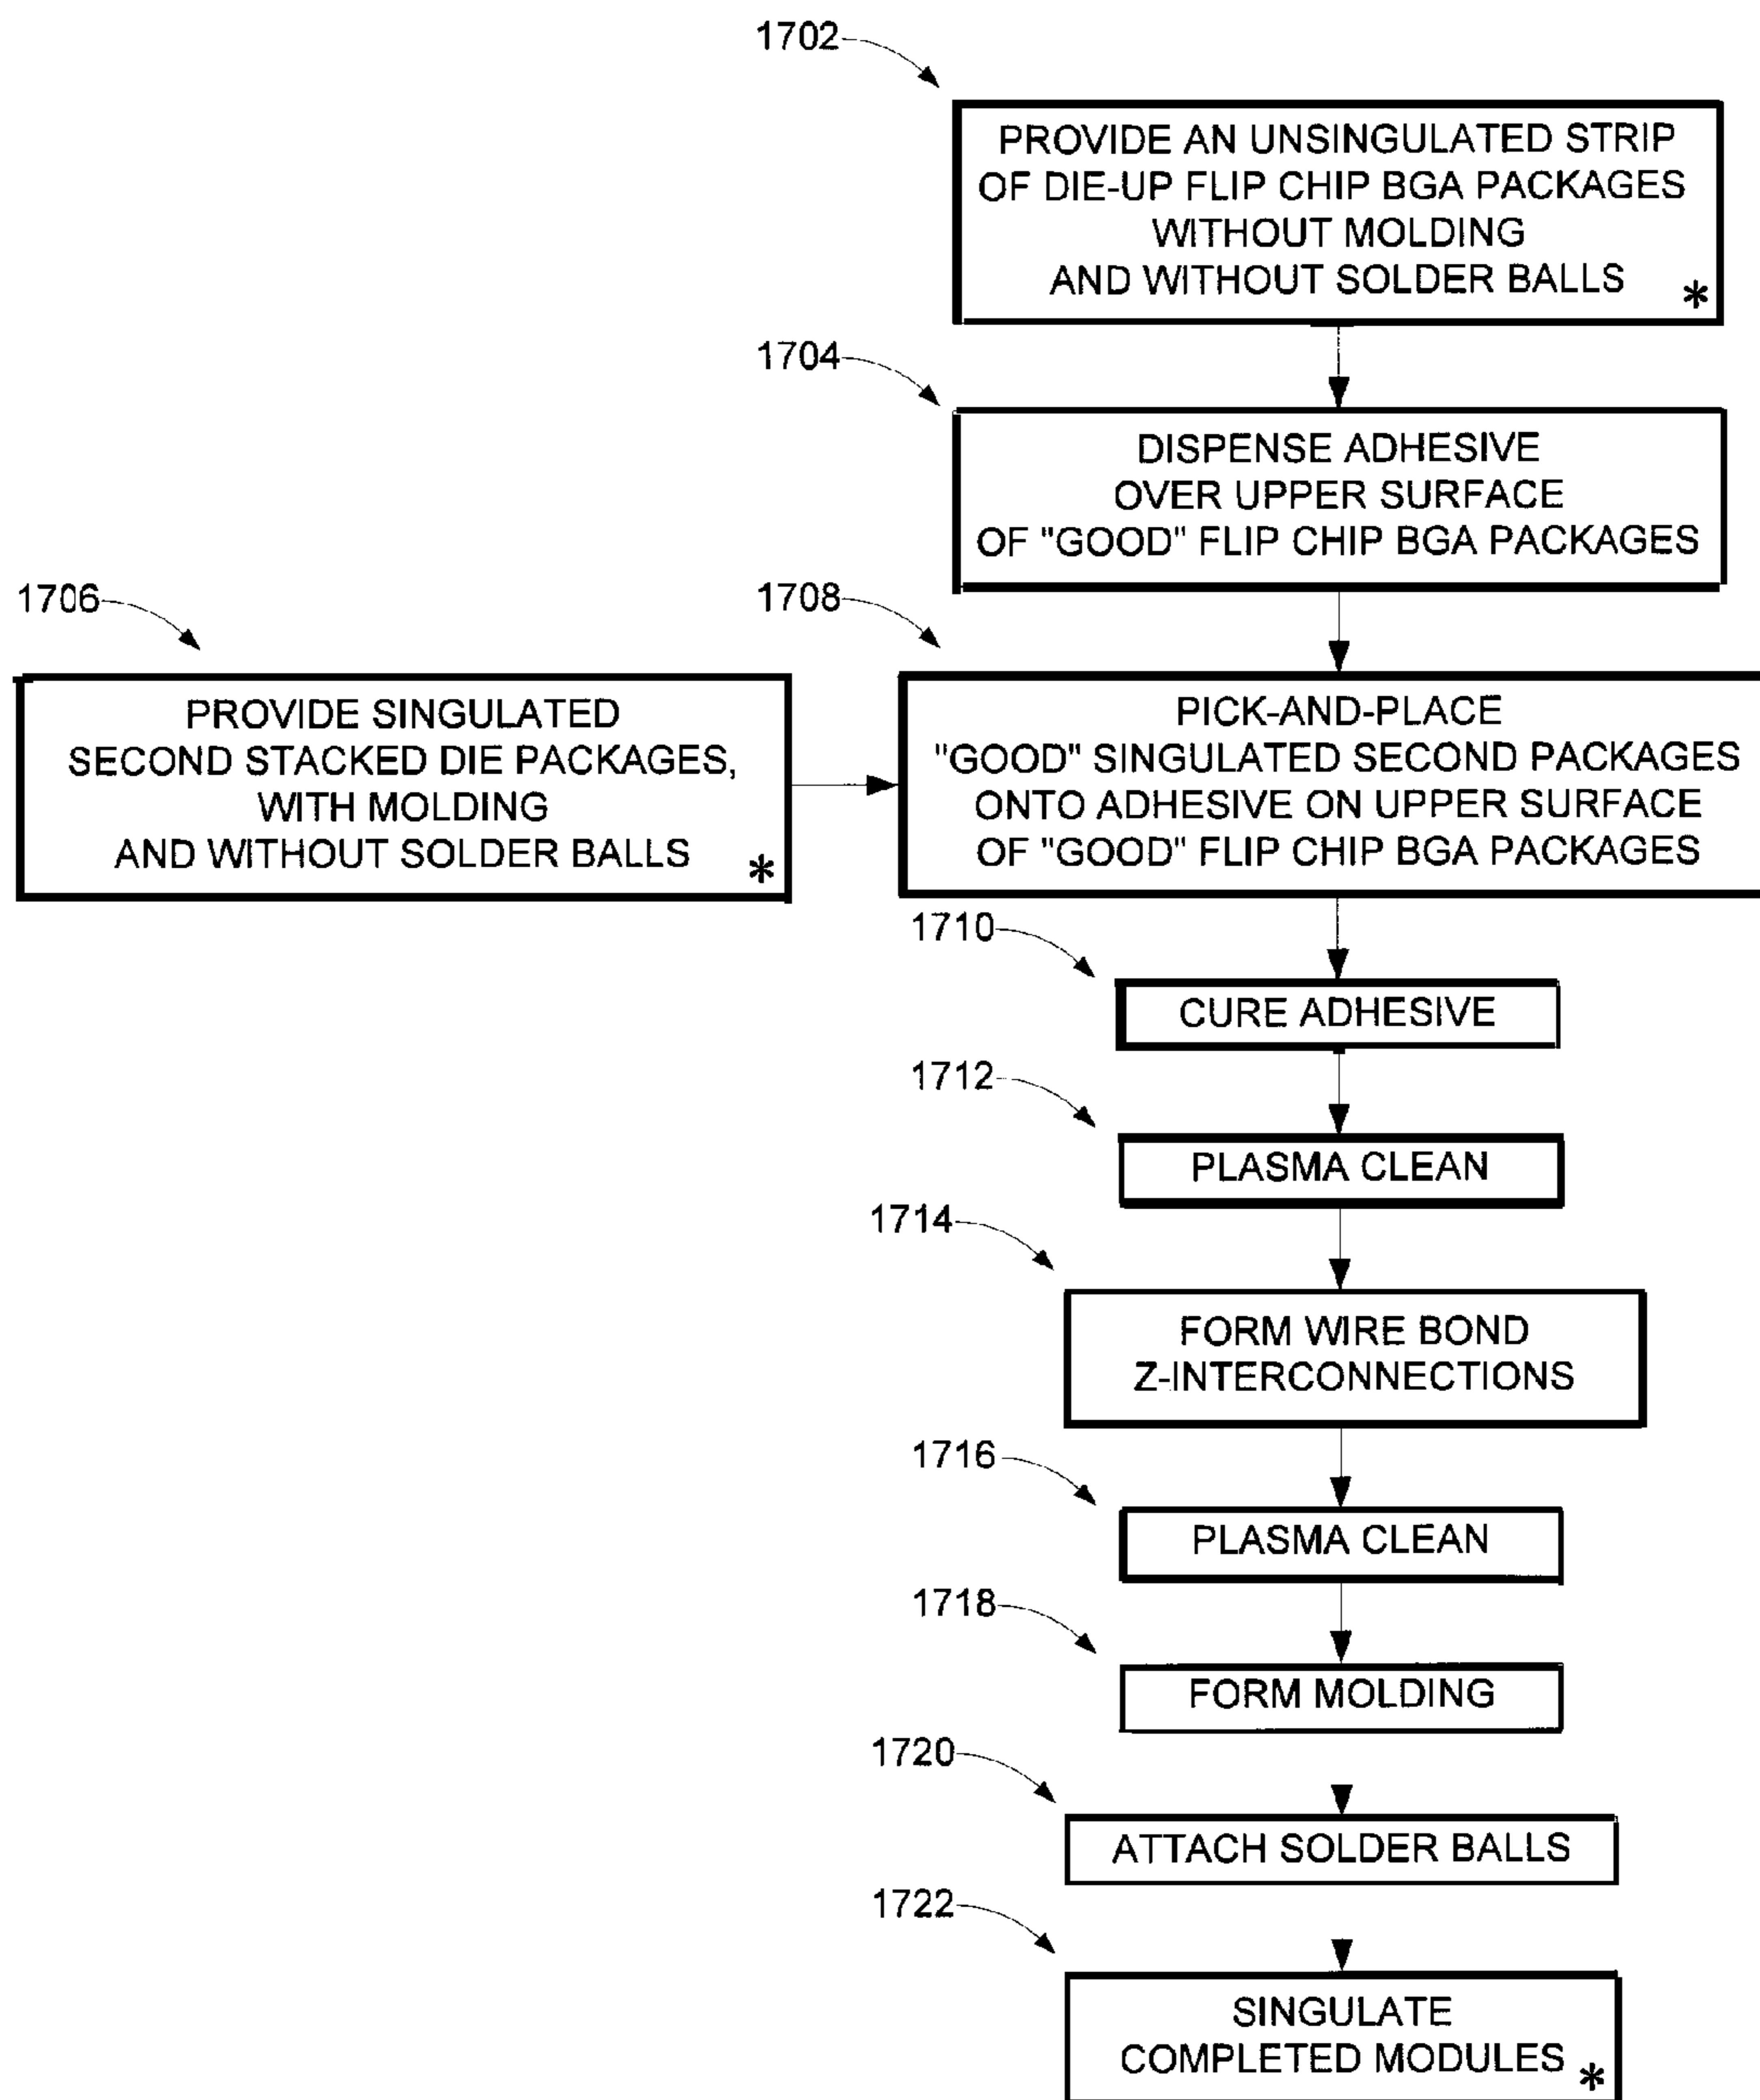 1702
PROVIDE AN UNSINGULATED STRIP
OF DIE-UP FLIP CHIP BGA PACKAGES
WITHOUT MOLDING
AND WITHOUT SOLDER BALLS *
1704
DISPENSE ADHESIVE
OVER UPPER SURFACE
OF "GOOD" FLIP CHIP BGA PACKAGES
1706
PROVIDE SINGULATED
SECOND STACKED DIE PACKAGES,
WITH MOLDING
AND WITHOUT SOLDER BALLS *
1708
PICK-AND-PLACE
"GOOD" SINGULATED SECOND PACKAGES
ONTO ADHESIVE ON UPPER SURFACE
OF "GOOD" FLIP CHIP BGA PACKAGES
1710
CURE ADHESIVE
1712
PLASMA CLEAN
1714
FORM WIRE BOND
Z-INTERCONNECTIONS
1716
PLASMA CLEAN
1718
FORM MOLDING
1720
ATTACH SOLDER BALLS
1722
SINGULATE
COMPLETED MODULES *